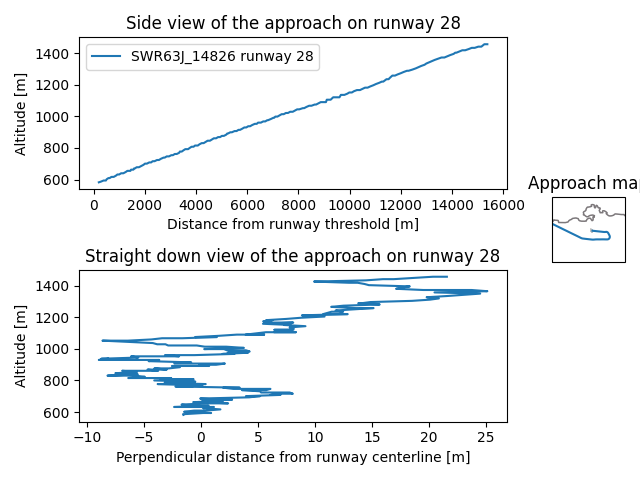 Side view of the approach on runway 28
Altitude [m]
1400
1200
1000
800
600
SWR63J_14826 runway 28
0 2000 4000 6000 8000 10000 12000 14000 16000
Distance from runway threshold [m]
Approach map
Straight down view of the approach on runway 28
Altitude [m]
1400
1200
1000
800
600
−10 −5 0 5 10 15 20 25
Perpendicular distance from runway centerline [m]